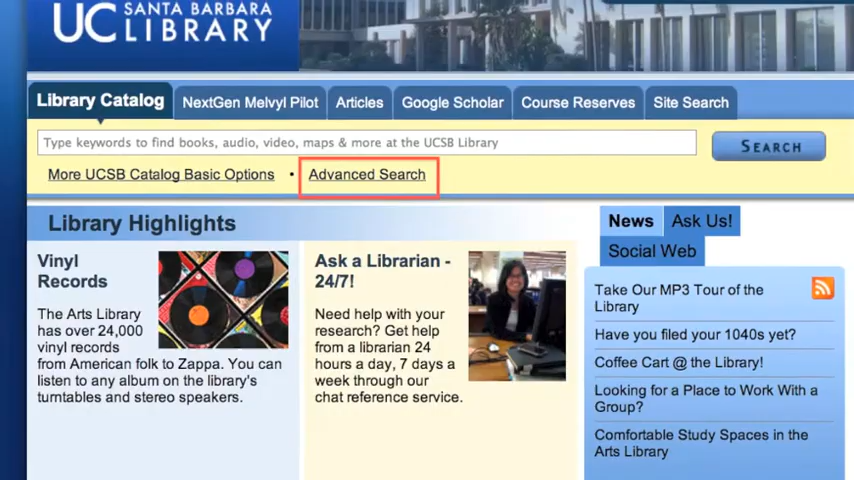 UC SANTA BARBARA
LIBRARY
Library Catalog
NextGen Melvyl Pilot
Articles
Google Scholar
Course Reserves
Site Search
Type keywords to find books, audio, video, maps & more at the UCSB Library
SEARCH
More UCSB Catalog Basic Options • Advanced Search
Library Highlights
Vinyl
Records
The Arts Library
has over 24,000
vinyl records
from American folk to Zappa. You can
listen to any album on the library's
turntables and stereo speakers.
Ask a Librarian -
24/7!
Need help with your
research? Get help
from a librarian 24
hours a day, 7 days a
week through our
chat reference service.
News
Ask Us!
Social Web
Take Our MP3 Tour of the
Library
Have you filed your 1040s yet?
Coffee Cart @ the Library!
Looking for a Place to Work With a
Group?
Comfortable Study Spaces in the
Arts Library